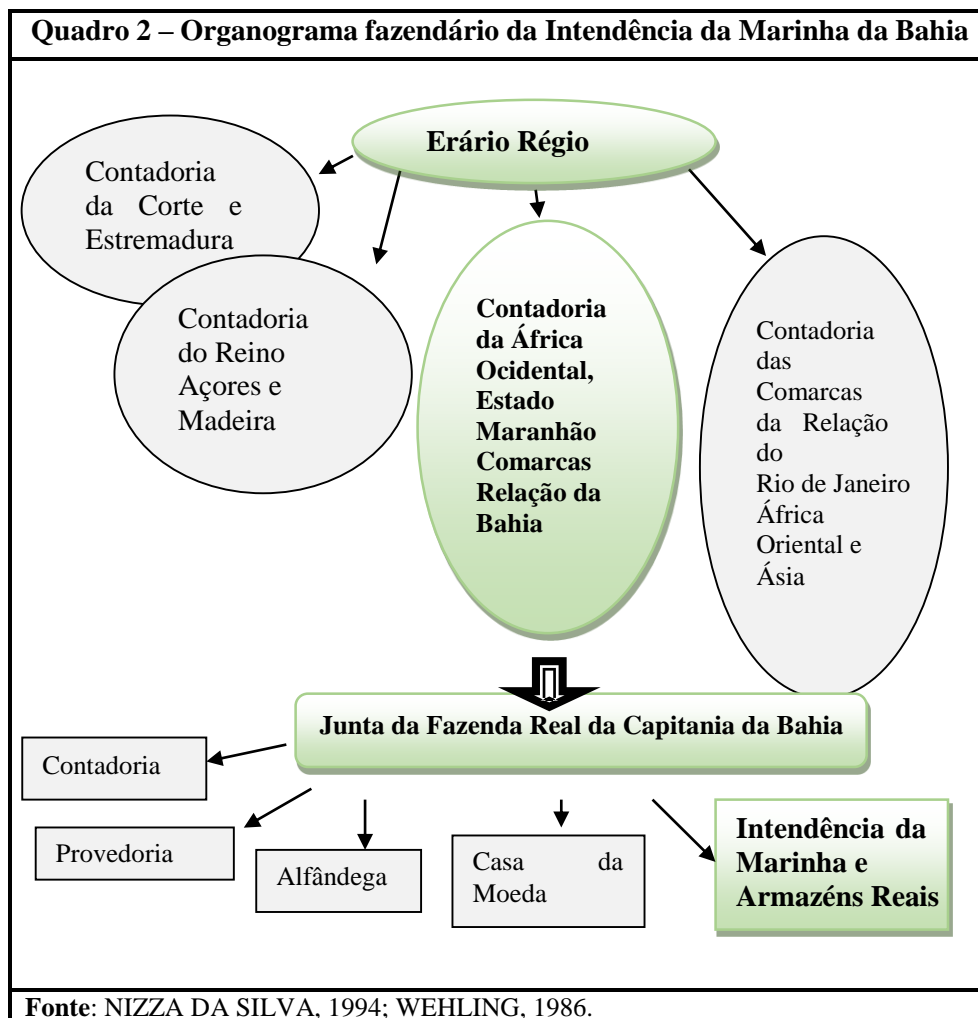 Quadro 2 – Organograma fazendário da Intendência da Marinha da Bahia
Erário Régio
Contadoria
da Corte e
Estremadura
Contadoria
do Reino
Açores e
Madeira
Contadoria
da África
Ocidental,
Estado
Maranhão
Comarcas
Relação da
Bahia
Contadoria
das
Comarcas
da Relação
do
Rio de Janeiro
África
Oriental e
Ásia
Junta da Fazenda Real da Capitania da Bahia
Contadoria
Provedoria
Alfândega
Casa da
Moeda
Intendência da
Marinha e
Armazéns Reais
Fonte: NIZZA DA SILVA, 1994; WEHLING, 1986.